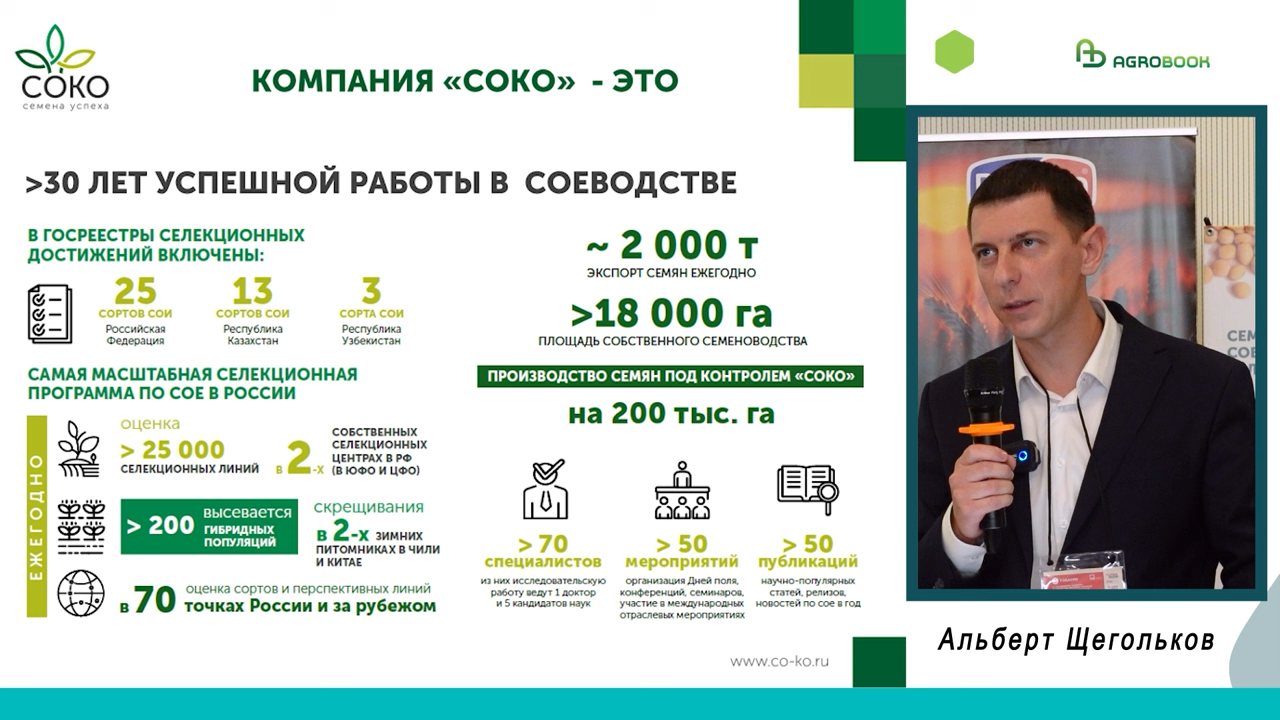 СОКО
семена успеха
КОМПАНИЯ «СОКО» - ЭТО
>30 ЛЕТ УСПЕШНОЙ РАБОТЫ В СОЕВОДСТВЕ
В ГОСРЕЕСТРЫ СЕЛЕКЦИОННЫХ
ДОСТИЖЕНИЙ ВКЛЮЧЕНЫ:
25
СОРТОВ СОИ
Российская
Федерация
13
СОРТОВ СОИ
Республика
Казахстан
3
СОРТА СОИ
Республика
Узбекистан
САМАЯ МАСШТАБНАЯ СЕЛЕКЦИОННАЯ
ПРОГРАММА ПО СОЕ В РОССИИ
ЕЖЕГОДНО
оценка
> 25 000
СЕЛЕКЦИОННЫХ ЛИНИЙ
в 2-х
СОБСТВЕННЫХ
СЕЛЕКЦИОННЫХ
ЦЕНТРАХ В РФ
(В ЮФО И ЦФО)
> 200 высевается
ГИБРИДНЫХ
ПОПУЛЯЦИЙ
скрещивания
в 2-х ЗИМНИХ
ПИТОМНИКАХ В ЧИЛИ
И КИТАЕ
в 70 оценка сортов и перспективных линий
точках России и за рубежом
~ 2 000 т
ЭКСПОРТ СЕМЯН ЕЖЕГОДНО
>18 000 га
ПЛОЩАДЬ СОБСТВЕННОГО СЕМЕНОВОДСТВА
ПРОИЗВОДСТВО СЕМЯН ПОД КОНТРОЛЕМ «СОКО»
на 200 тыс. га
> 70
специалистов
из них исследовательскую
работу ведут 1 доктор
и 5 кандидатов наук
> 50
мероприятий
организация Дней поля,
конференций, семинаров,
участие в международных
отраслевых мероприятиях
> 50
публикаций
научно-популярных
статей, релизов,
новостей по сое в год
www.co-ko.ru
AGROBOOK
СЕМ
СОЕ
Альберт Щегольков